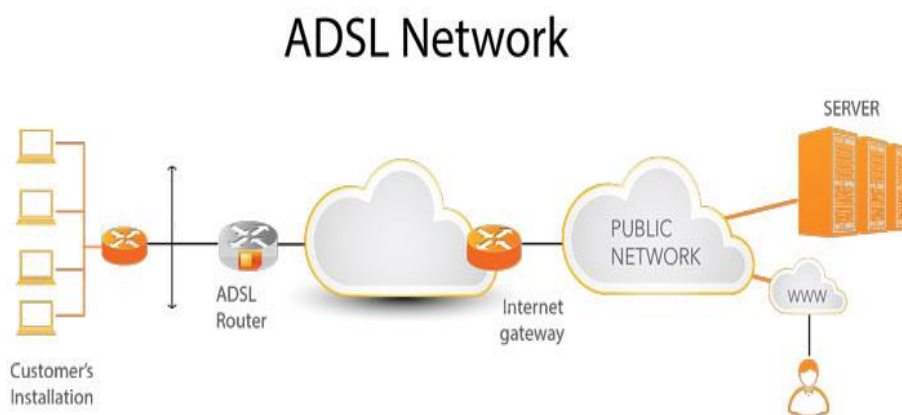 ADSL Network
SERVER
PUBLIC
NETWORK
WWW
ADSL
Router
Internet
gateway
Customer's
Installation